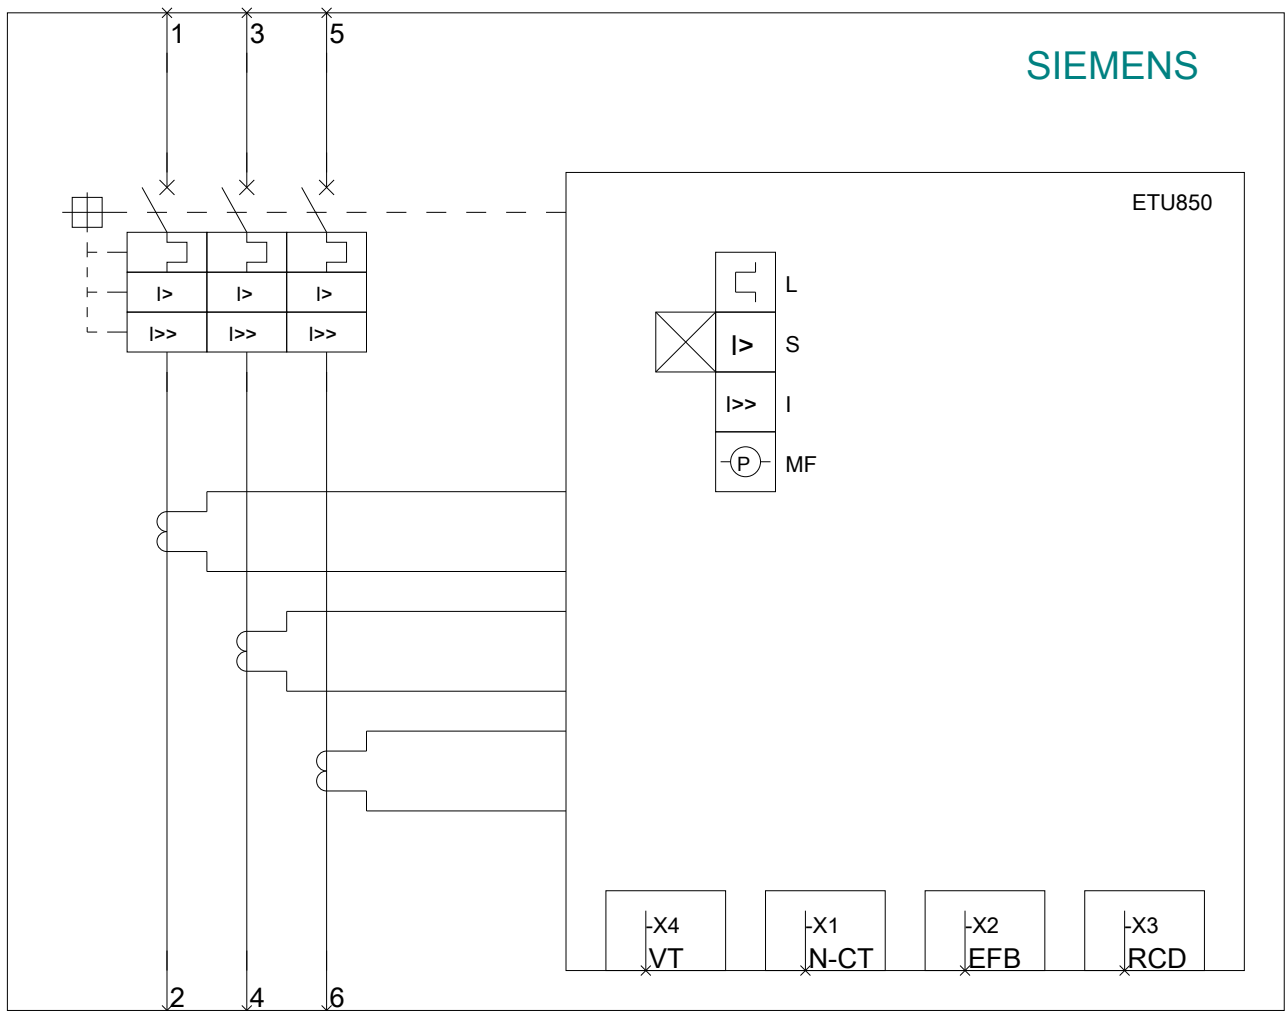 1 3 5
SIEMENS
ETU850
I> I> I>
I>> I>> I>>
L
I> S
I>> I
P MF
-X4 -X1 -X2 -X3
VT N-CT EFB RCD
2 4 6